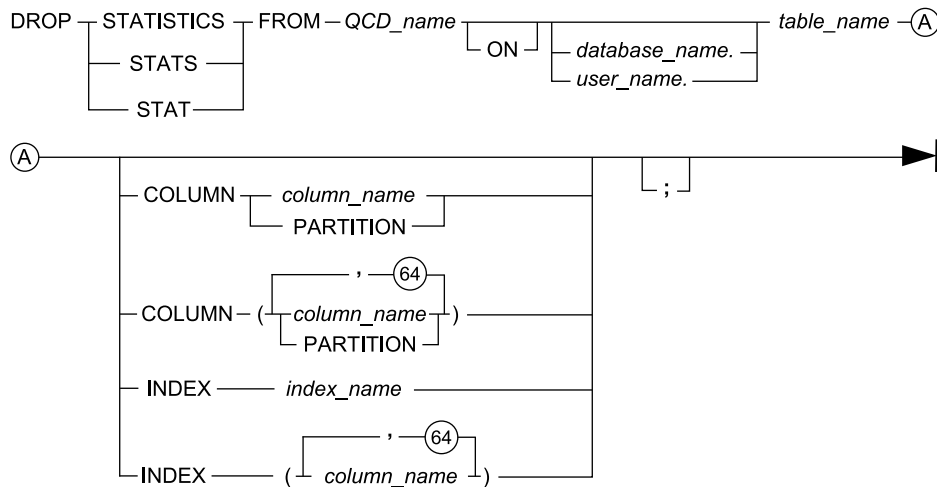 DROP STATISTICS FROM QCD_name table_name A
STATS ON database_name.
STAT user_name.
A
COLUMN column_name ;
PARTITION
, 64
COLUMN ( column_name )
PARTITION
INDEX index_name
, 64
INDEX ( column_name )